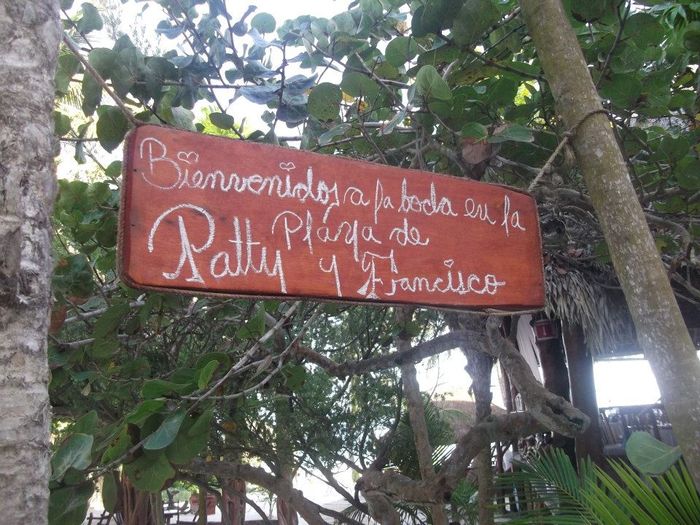 Bienvenidos a la boda en la
Playa de
Patty y Francisco